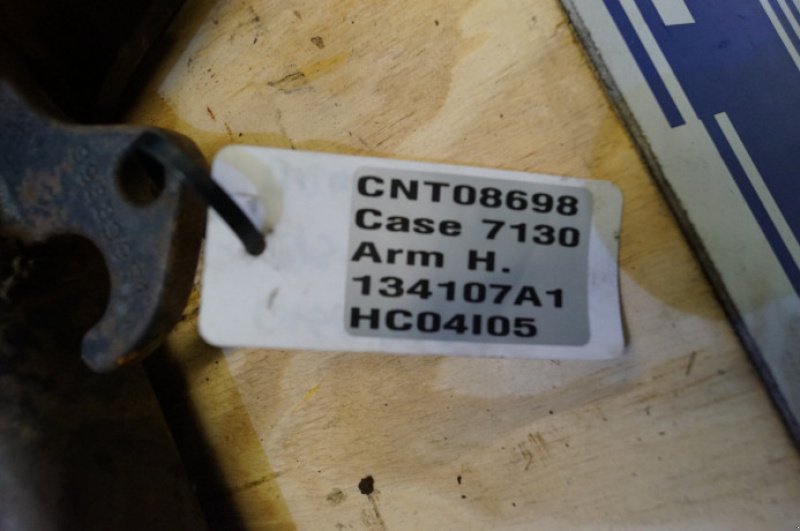 CNT08698
Case 7130
Arm H.
134107A1
HC04I05